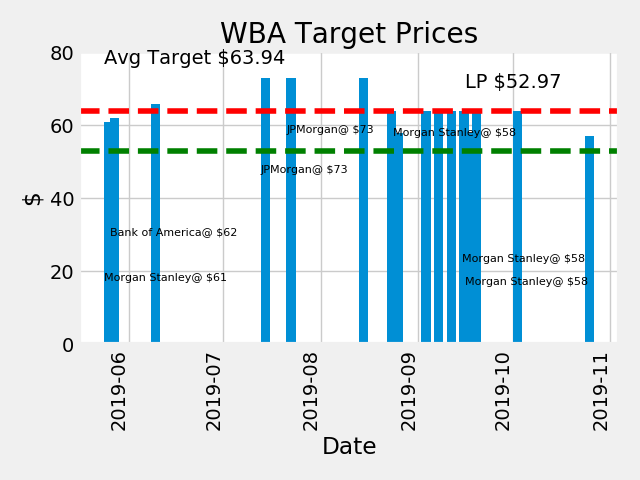 WBA Target Prices
Avg Target $63.94
LP $52.97
80
60
40
20
0
$
JPMorgan@ $73
Morgan Stanley@ $58
JPMorgan@ $73
Bank of America@ $62
Morgan Stanley@ $58
Morgan Stanley@ $61
Morgan Stanley@ $58
2019-06
2019-07
2019-08
2019-09
2019-10
2019-11
Date